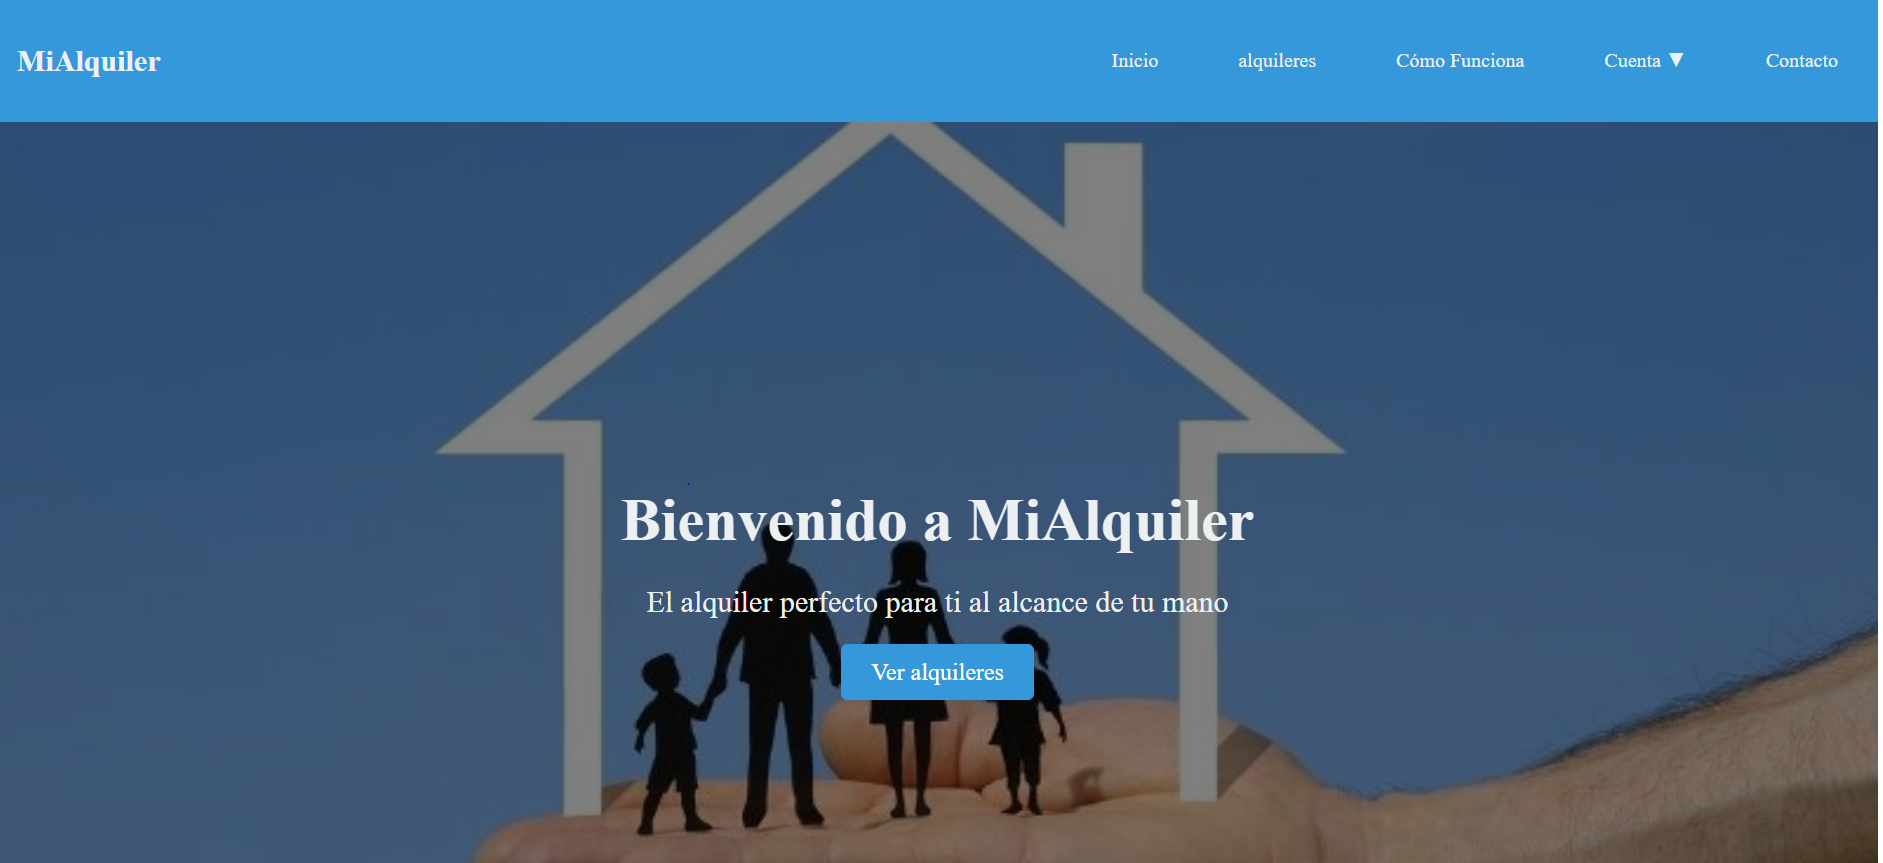 MiAlquiler
Inicio alquileres Cómo Funciona Cuenta ▼ Contacto
Bienvenido a MiAlquiler
El alquiler perfecto para ti al alcance de tu mano
Ver alquileres